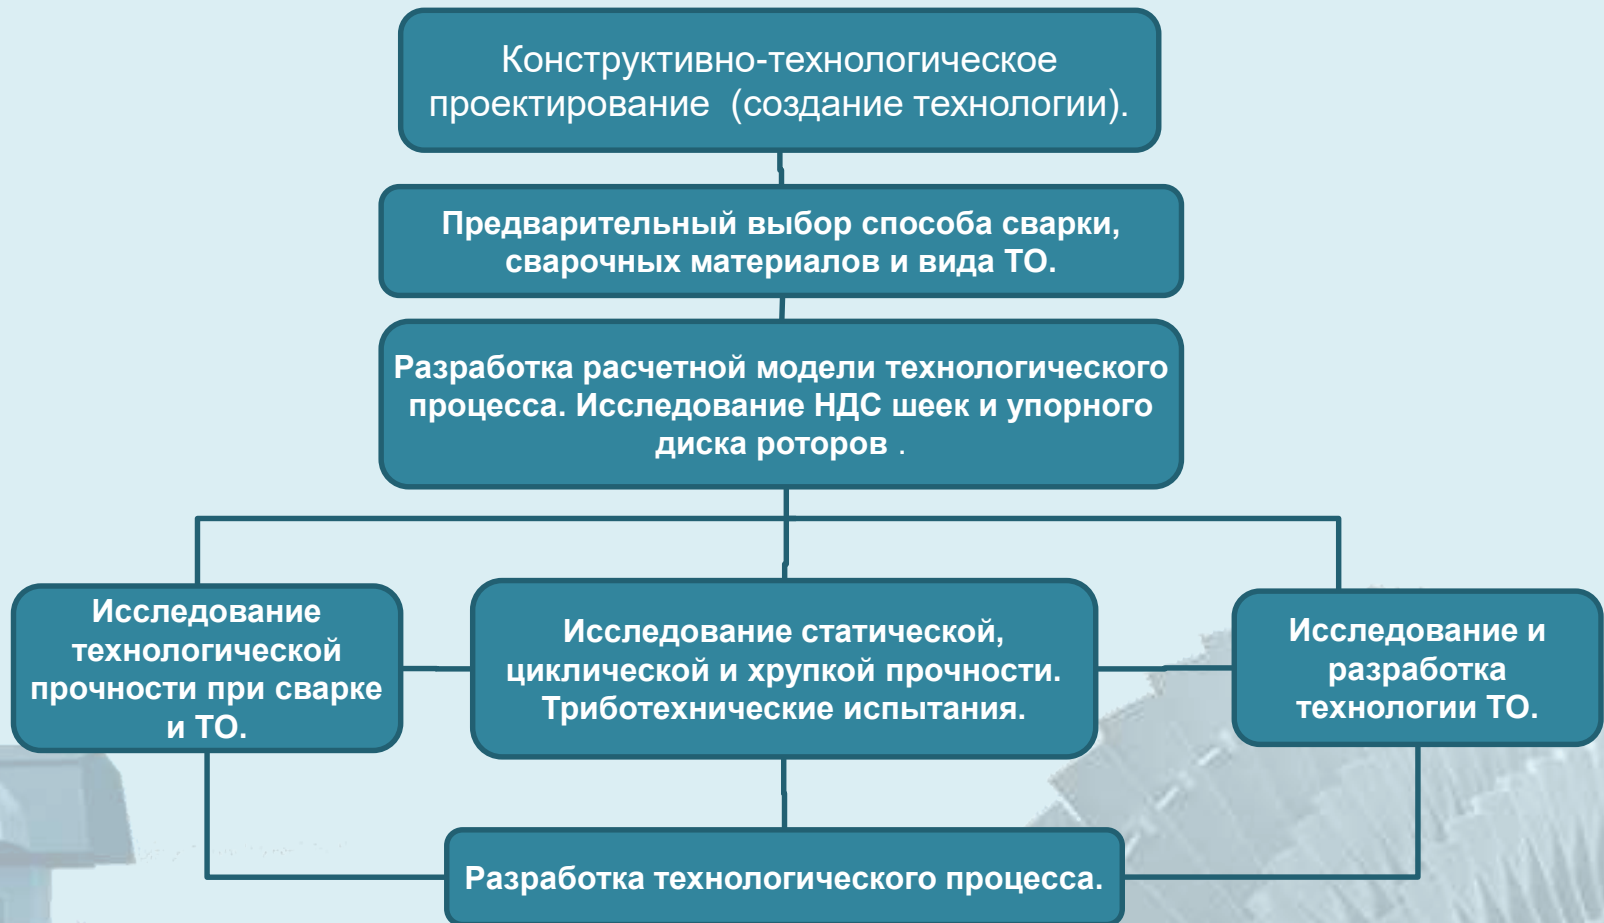 Конструктивно-технологическое
проектирование (создание технологии).
Предварительный выбор способа сварки,
сварочных материалов и вида ТО.
Разработка расчетной модели технологического
процесса. Исследование НДС шеек и упорного
диска роторов .
Исследование
технологической
прочности при сварке
и ТО.
Исследование статической,
циклической и хрупкой прочности.
Триботехнические испытания.
Исследование и
разработка
технологии ТО.
Разработка технологического процесса.